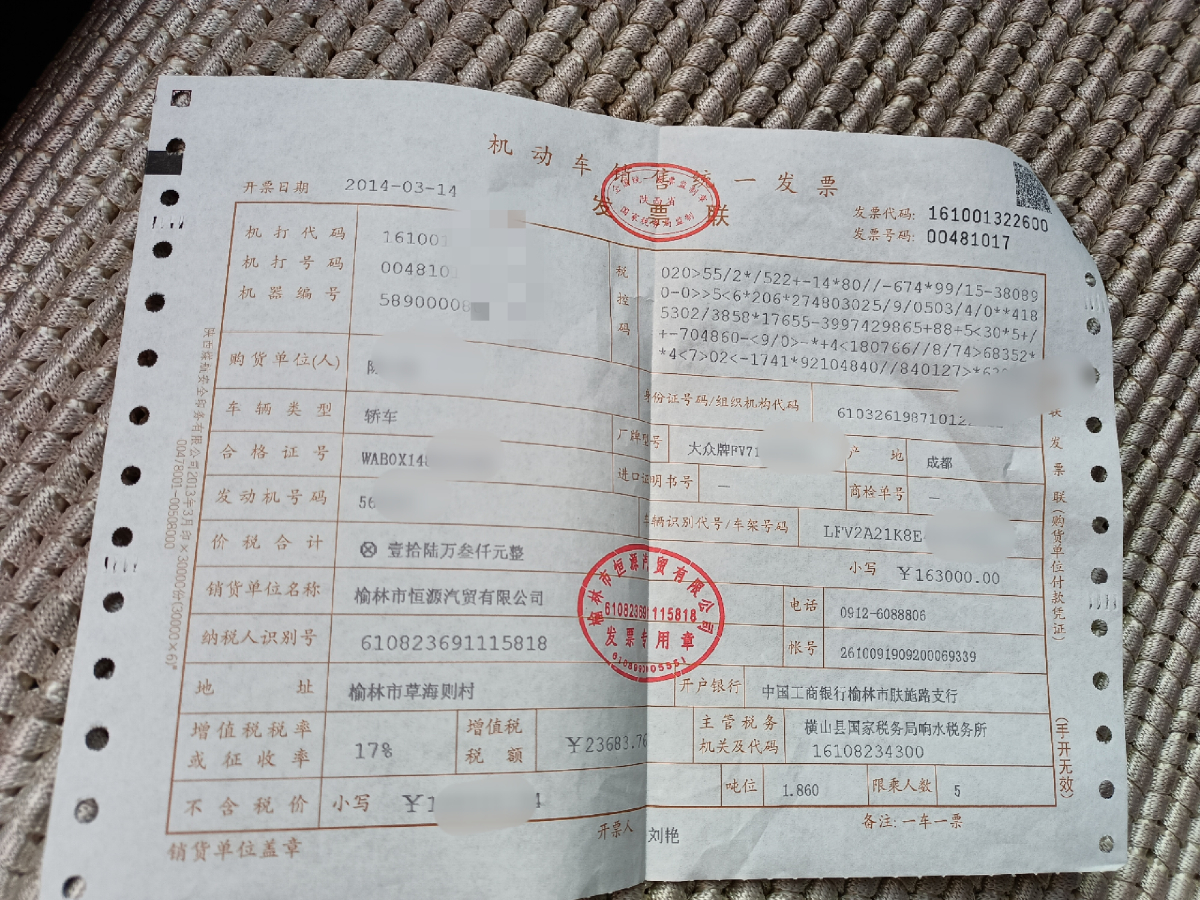 机动车销售统一发票
发票联
开票日期 2014-03-14
发票代码: 161001322600
发票号码: 00481017
机打代码 161001
机打号码 004810
机器编号 58900008
税控码
020>55/2*/522+-14*80//-674*99/15-38089
0-0>>5<6*206*274803025/9/0503/4/0**418
5302/3858*17655-3997429865+88+5<30*5+/
+-704860-<9/0>-*+4<180766//8/74>68352*
*4<7>02<-1741*92104840//840127>*6
购货单位(人)
身份证号码/组织机构代码 61032619871012
车辆类型 轿车
厂牌型号 大众牌FV71
产地 成都
合格证号 WAB0X148
进口证明书号 —
商检单号 —
发动机号码 56
车辆识别代号/车架号码 LFV2A21K8E
价税合计 ⊗ 壹拾陆万叁仟元整
小写 ￥163000.00
销货单位名称 榆林市恒源汽贸有限公司
电话 0912-6088806
纳税人识别号 610823691115818
帐号 2610091909200069339
地址 榆林市草海则村
开户银行 中国工商银行榆林市肤施路支行
增值税税率或征收率 17%
增值税税额 ￥23683.76
主管税务机关及代码 横山县国家税务局响水税务所
16108234300
不含税价 小写 ￥1 4
吨位 1.860
限乘人数 5
销货单位盖章
开票人 刘艳
备注:一车一票
榆林市恒源汽贸有限公司
610823691115818
发票专用章
陕西省
国家税务局监制
发票联(购货单位付款凭证)
(手开无效)